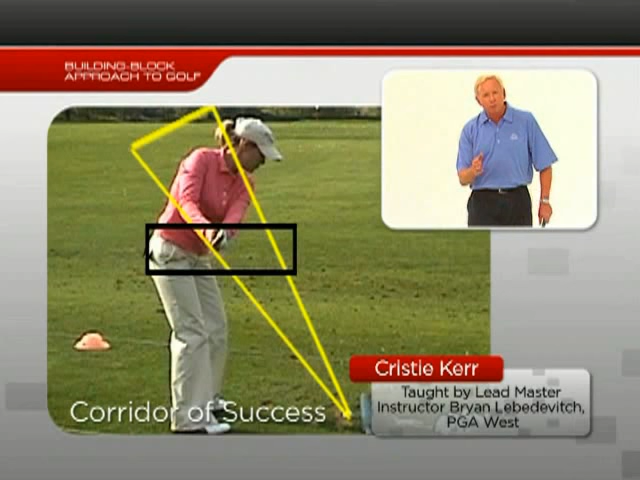 BUILDING-BLOCK
APPROACH TO GOLF
Cristie Kerr
Taught by Lead Master
Instructor Bryan Lebedevitch,
PGA West
Corridor of Success